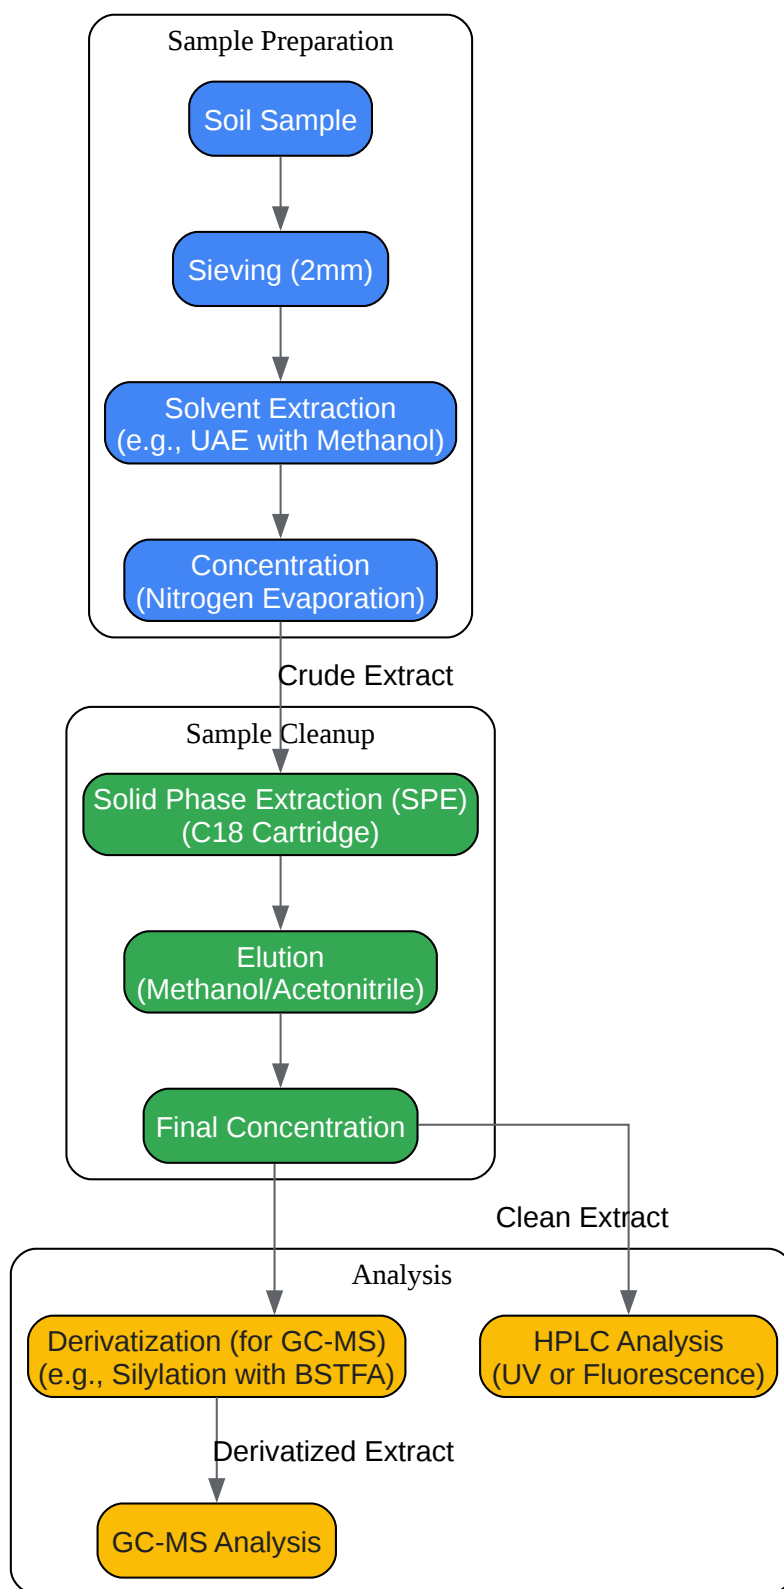 Sample Preparation
Soil Sample
Sieving (2mm)
Solvent Extraction
(e.g., UAE with Methanol)
Concentration
(Nitrogen Evaporation)
Crude Extract
Sample Cleanup
Solid Phase Extraction (SPE)
(C18 Cartridge)
Elution
(Methanol/Acetonitrile)
Final Concentration
Clean Extract
Analysis
Derivatization (for GC-MS)
(e.g., Silylation with BSTFA)
HPLC Analysis
(UV or Fluorescence)
Derivatized Extract
GC-MS Analysis